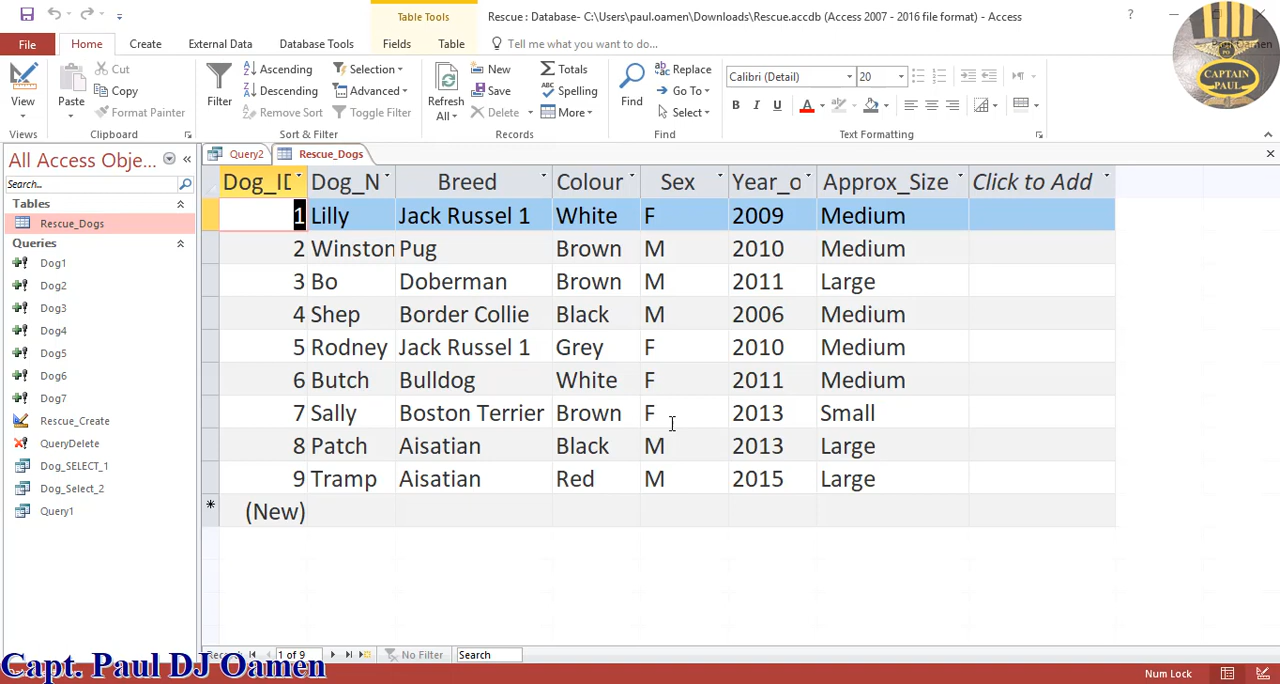 Rescue : Database- C:\Users\paul.oamen\Downloads\Rescue.accdb (Access 2007 - 2016 file format) - Access
Table Tools
?
File Home Create External Data Database Tools Fields Table Tell me what you want to do...
View
Views
Paste
Cut
Copy
Format Painter
Clipboard
Filter
Ascending
Descending
Remove Sort
Selection
Advanced
Toggle Filter
Sort & Filter
Refresh
All
New
Save
Delete
Totals
Spelling
More
Records
Find
Replace
Go To
Select
Find
Calibri (Detail) 20
B I U A
Text Formatting
CAPTAIN
PAUL
All Access Obje...
Search...
Tables
Rescue_Dogs
Queries
Dog1
Dog2
Dog3
Dog4
Dog5
Dog6
Dog7
Rescue_Create
QueryDelete
Dog_SELECT_1
Dog_Select_2
Query1
Query2 Rescue_Dogs
Dog_ID Dog_N Breed Colour Sex Year_o Approx_Size Click to Add
1 Lilly Jack Russel 1 White F 2009 Medium
2 Winston Pug Brown M 2010 Medium
3 Bo Doberman Brown M 2011 Large
4 Shep Border Collie Black M 2006 Medium
5 Rodney Jack Russel 1 Grey F 2010 Medium
6 Butch Bulldog White F 2011 Medium
7 Sally Boston Terrier Brown F 2013 Small
8 Patch Aisatian Black M 2013 Large
9 Tramp Aisatian Red M 2015 Large
(New)
1 of 9 No Filter Search
Capt. Paul DJ Oamen
Num Lock